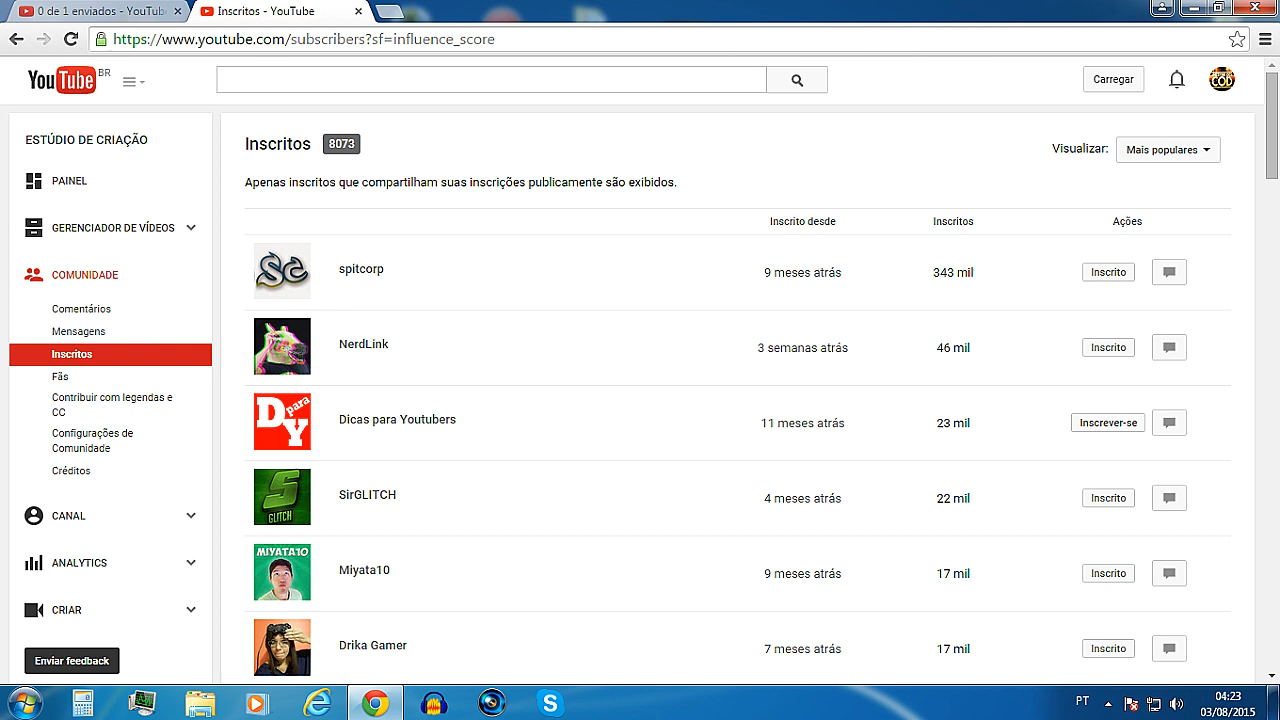 0 de 1 enviados - YouTub
Inscritos - YouTube
https://www.youtube.com/subscribers?sf=influence_score
YouTube BR
Carregar
COD
ESTÚDIO DE CRIAÇÃO
PAINEL
GERENCIADOR DE VÍDEOS
COMUNIDADE
Comentários
Mensagens
Inscritos
Fãs
Contribuir com legendas e
CC
Configurações de
Comunidade
Créditos
CANAL
ANALYTICS
CRIAR
Enviar feedback
Inscritos 8073
Visualizar: Mais populares
Apenas inscritos que compartilham suas inscrições publicamente são exibidos.
Inscrito desde Inscritos Ações
SC spitcorp 9 meses atrás 343 mil Inscrito
NerdLink 3 semanas atrás 46 mil Inscrito
D para Y Dicas para Youtubers 11 meses atrás 23 mil Inscrever-se
S GLITCH SirGLITCH 4 meses atrás 22 mil Inscrito
MIYATA10 Miyata10 9 meses atrás 17 mil Inscrito
Drika Gamer 7 meses atrás 17 mil Inscrito
PT 04:23
03/08/2015